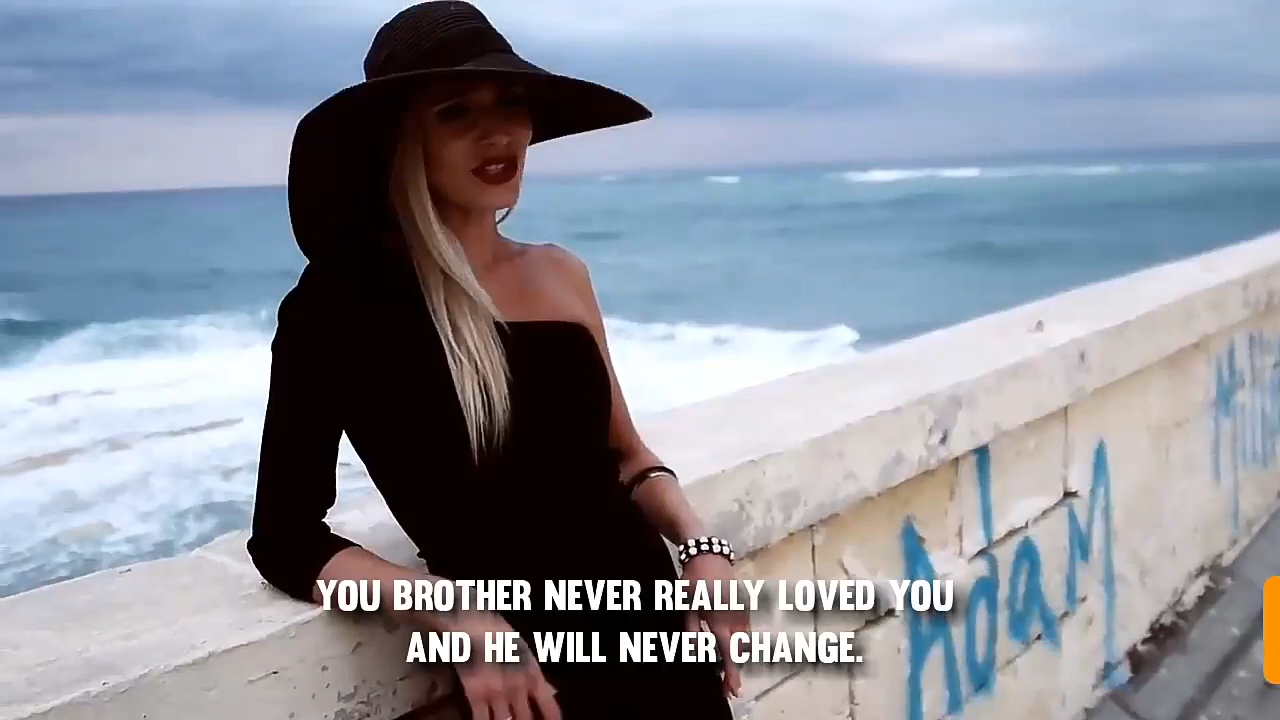 YOU BROTHER NEVER REALLY LOVED YOU
AND HE WILL NEVER CHANGE.
AdaM